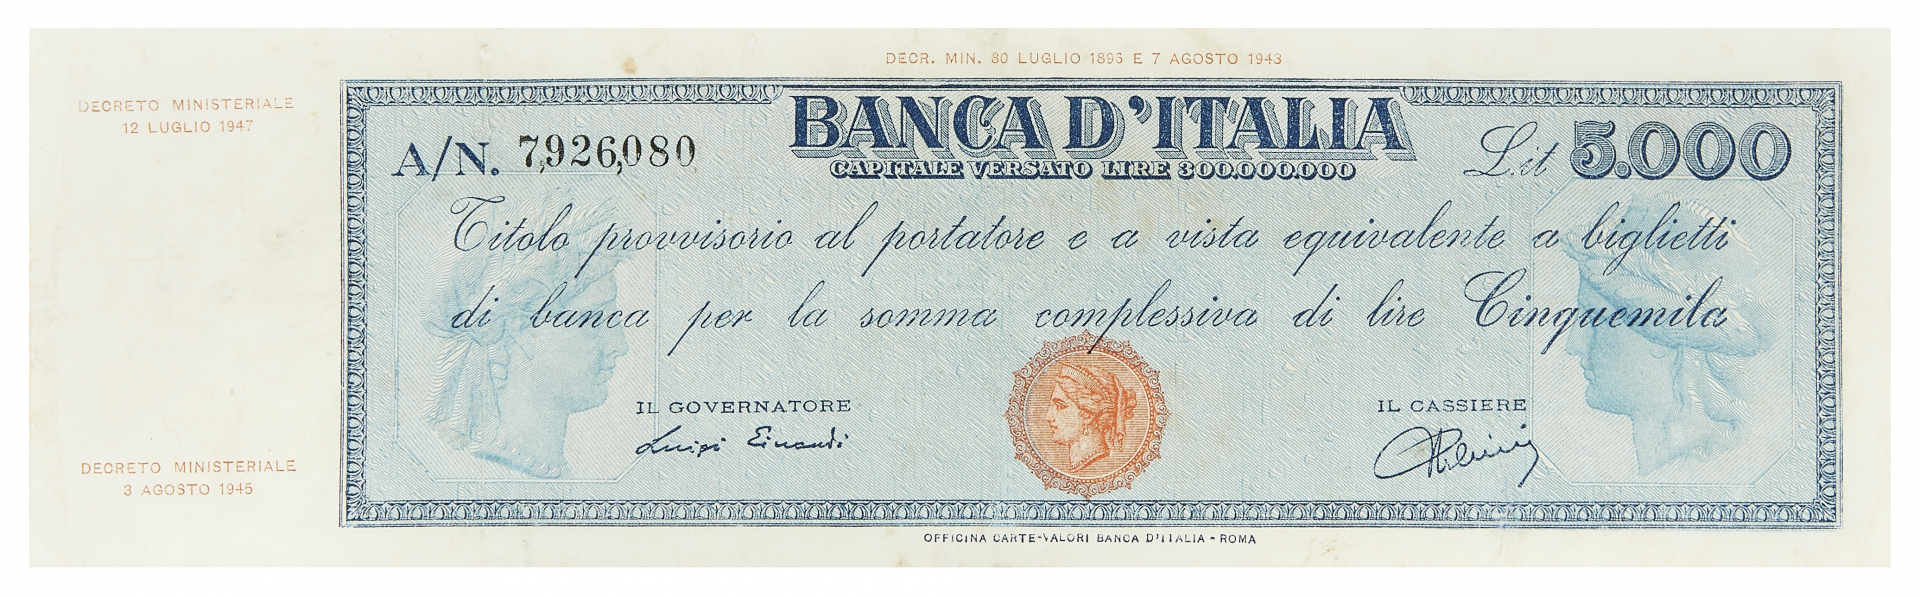 DECR. MIN. 30 LUGLIO 1896 E 7 AGOSTO 1943
DECRETO MINISTERIALE
12 LUGLIO 1947
BANCA D'ITALIA
CAPITALE VERSATO LIRE 300.000.000
A/N. 7,926,080
Lit 5.000
Titolo provvisorio al portatore e a vista equivalente a biglietti
di banca per la somma complessiva di lire Cinquemila
IL GOVERNATORE
Luigi Einaudi
IL CASSIERE
DECRETO MINISTERIALE
3 AGOSTO 1945
OFFICINA CARTE-VALORI BANCA D'ITALIA - ROMA